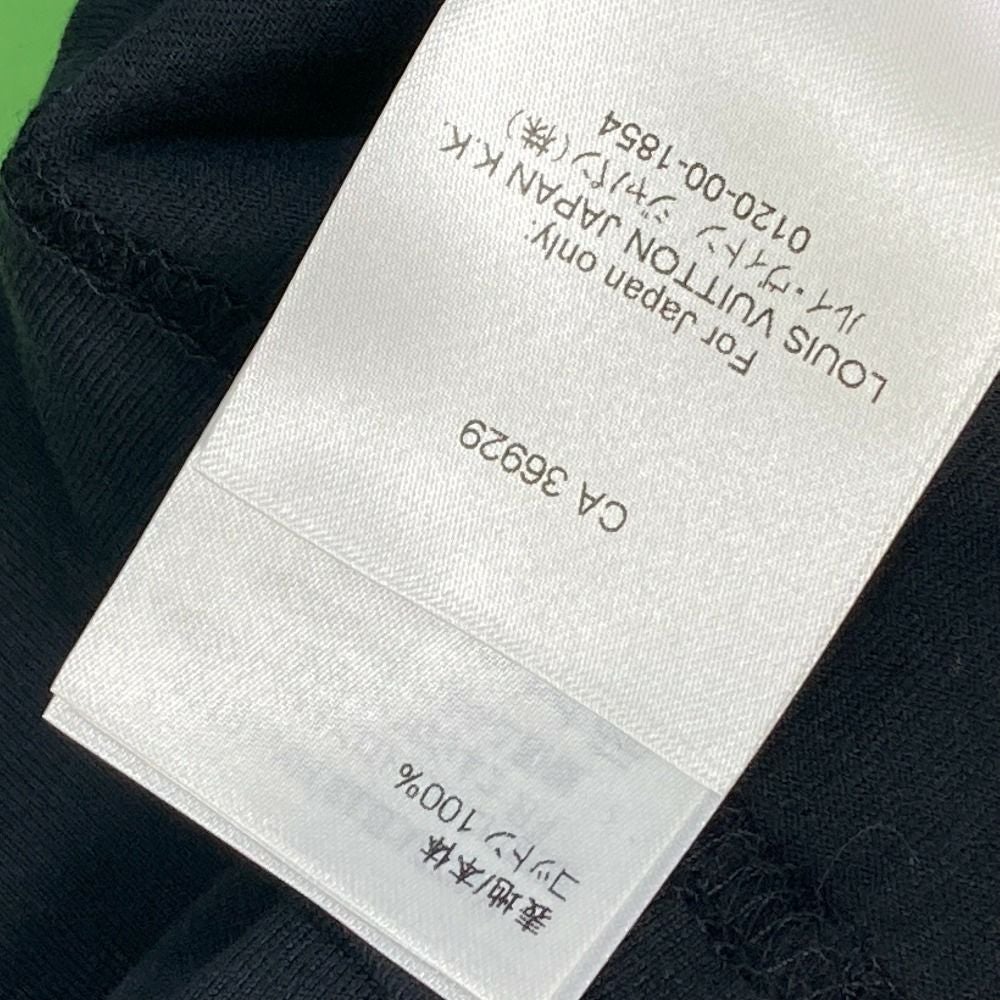 表地/本体
コットン 100%
CA 36929
For Japan only:
LOUIS VUITTON JAPAN K.K.
ルイ・ヴィトン ジャパン(株)
0120-00-1854